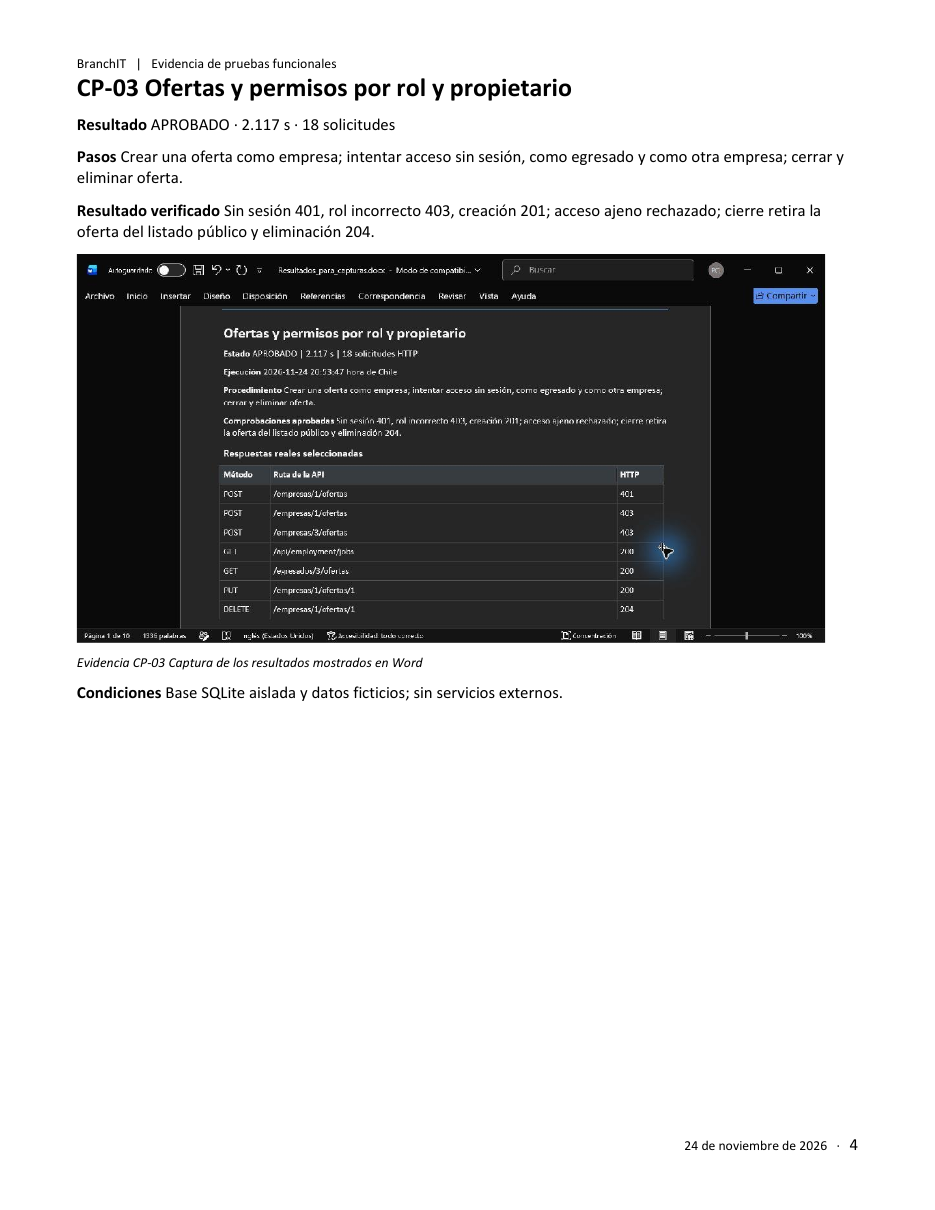 BranchIT | Evidencia de pruebas funcionales
CP-03 Ofertas y permisos por rol y propietario
Resultado APROBADO · 2.117 s · 18 solicitudes
Pasos Crear una oferta como empresa; intentar acceso sin sesión, como egresado y como otra empresa; cerrar y
eliminar oferta.
Resultado verificado Sin sesión 401, rol incorrecto 403, creación 201; acceso ajeno rechazado; cierre retira la
oferta del listado público y eliminación 204.
Autoguardado Resultados_para_capturas.docx - Modo de compatibi... Buscar
Archivo Inicio Insertar Diseño Disposición Referencias Correspondencia Revisar Vista Ayuda Compartir
Ofertas y permisos por rol y propietario
Estado APROBADO | 2.117 s | 18 solicitudes HTTP
Ejecución 2026-11-24 20:53:47 hora de Chile
Procedimiento Crear una oferta como empresa; intentar acceso sin sesión, como egresado y como otra empresa;
cerrar y eliminar oferta.
Comprobaciones aprobadas Sin sesión 401, rol incorrecto 403, creación 201; acceso ajeno rechazado; cierre retira
la oferta del listado público y eliminación 204.
Respuestas reales seleccionadas
Método Ruta de la API HTTP
POST /empresas/1/ofertas 401
POST /empresas/1/ofertas 403
POST /empresas/3/ofertas 403
GET /api/employment/jobs 200
GET /egresados/3/ofertas 200
PUT /empresas/1/ofertas/1 200
DELETE /empresas/1/ofertas/1 204
Página 1 de 10 1336 palabras Inglés (Estados Unidos) Accesibilidad: todo correcto Concentración 100%
Evidencia CP-03 Captura de los resultados mostrados en Word
Condiciones Base SQLite aislada y datos ficticios; sin servicios externos.
24 de noviembre de 2026 · 4